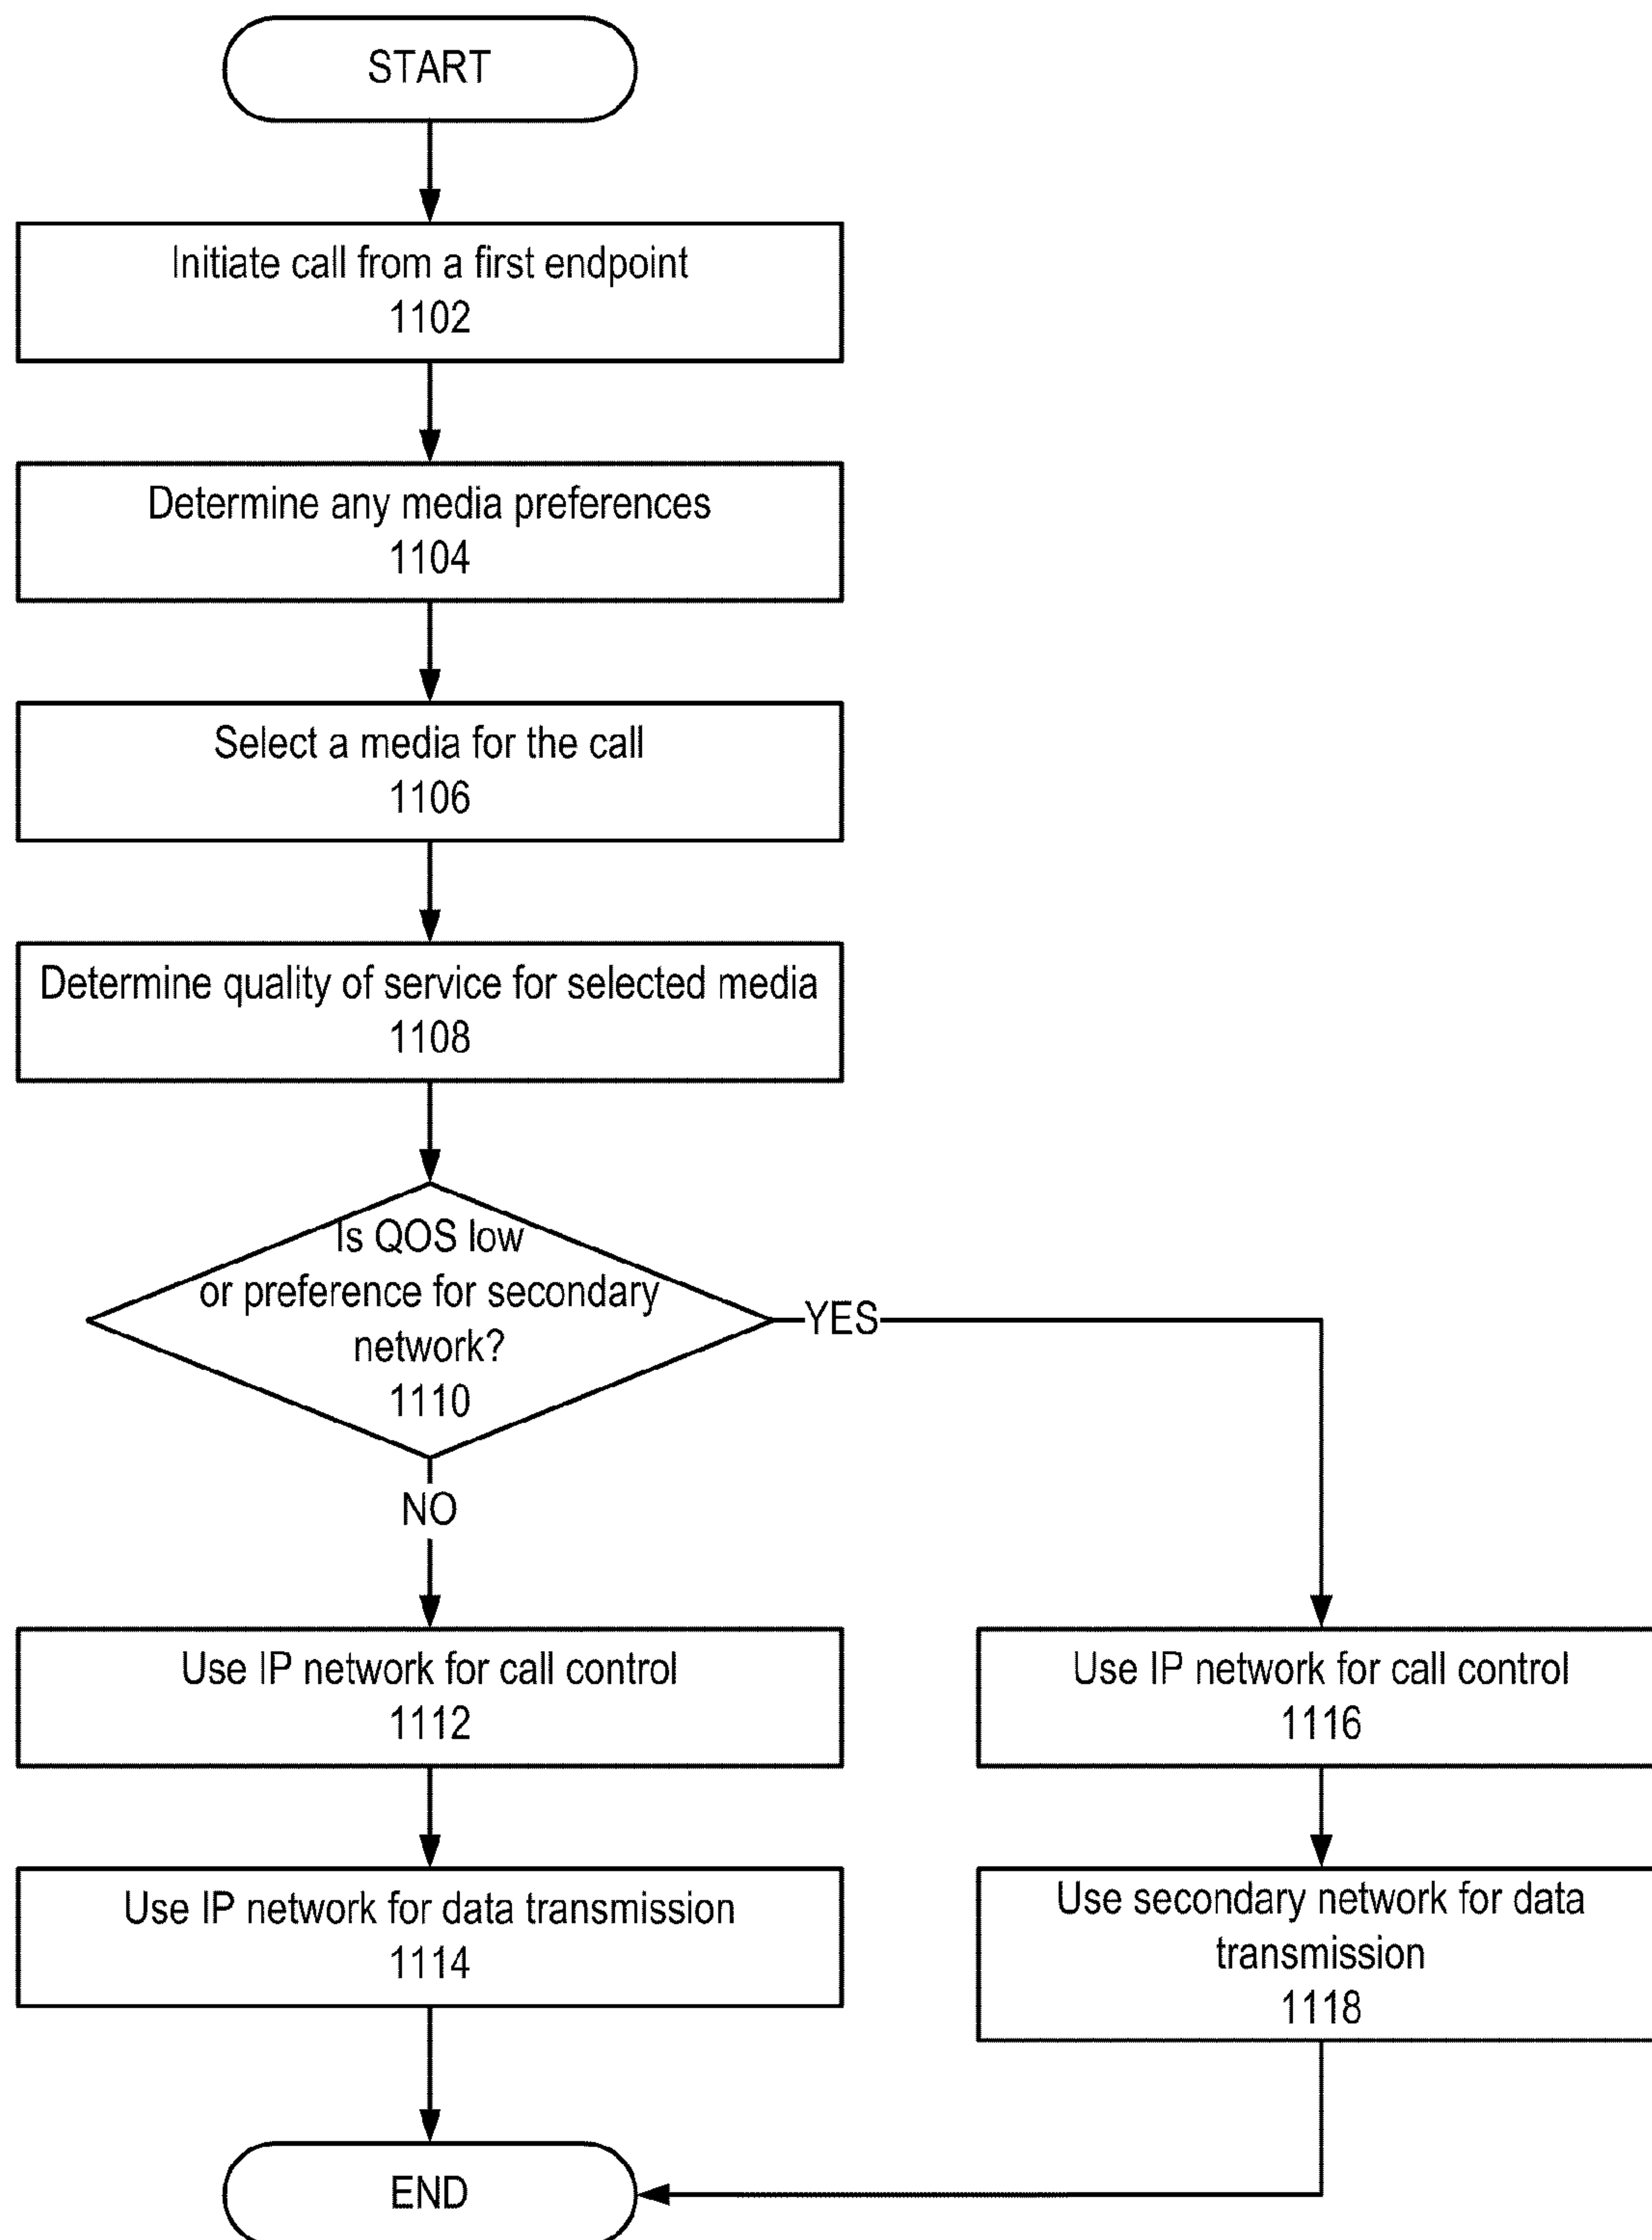 START
Initiate call from a first endpoint
1102
Determine any media preferences
1104
Select a media for the call
1106
Determine quality of service for selected media
1108
Is QOS low
or preference for secondary
network?
1110
YES
NO
Use IP network for call control
1112
Use IP network for call control
1116
Use IP network for data transmission
1114
Use secondary network for data
transmission
1118
END